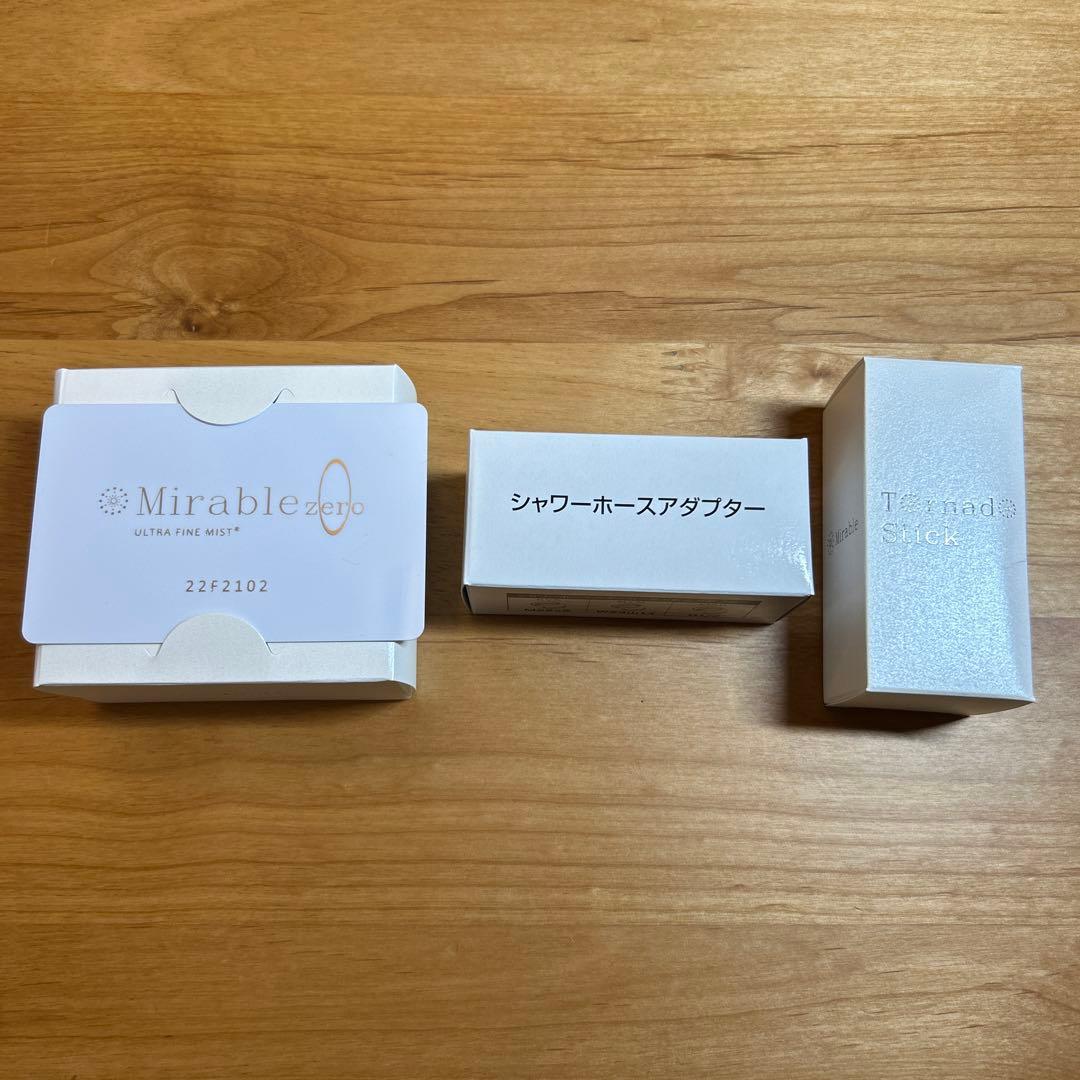 Mirable zero
ULTRA FINE MIST®
22F2102
シャワーホースアダプター
Mirable
Tornado
Stick